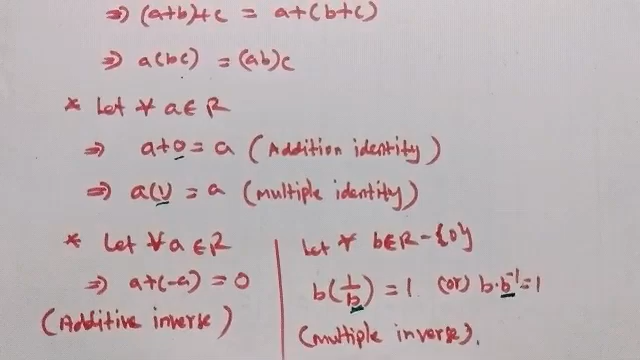 ⇒ (a+b)+c = a+(b+c)
⇒ a(bc) = (ab)c
* Let ∀ a∈R
⇒ a+0 = a (Addition identity)
⇒ a(1) = a (multiple identity)
* Let ∀ a∈R
⇒ a+(-a) = 0
(Additive inverse)
Let ∀ b∈R-{0}
b(1/b) = 1. (or) b·b⁻¹=1
(multiple inverse).